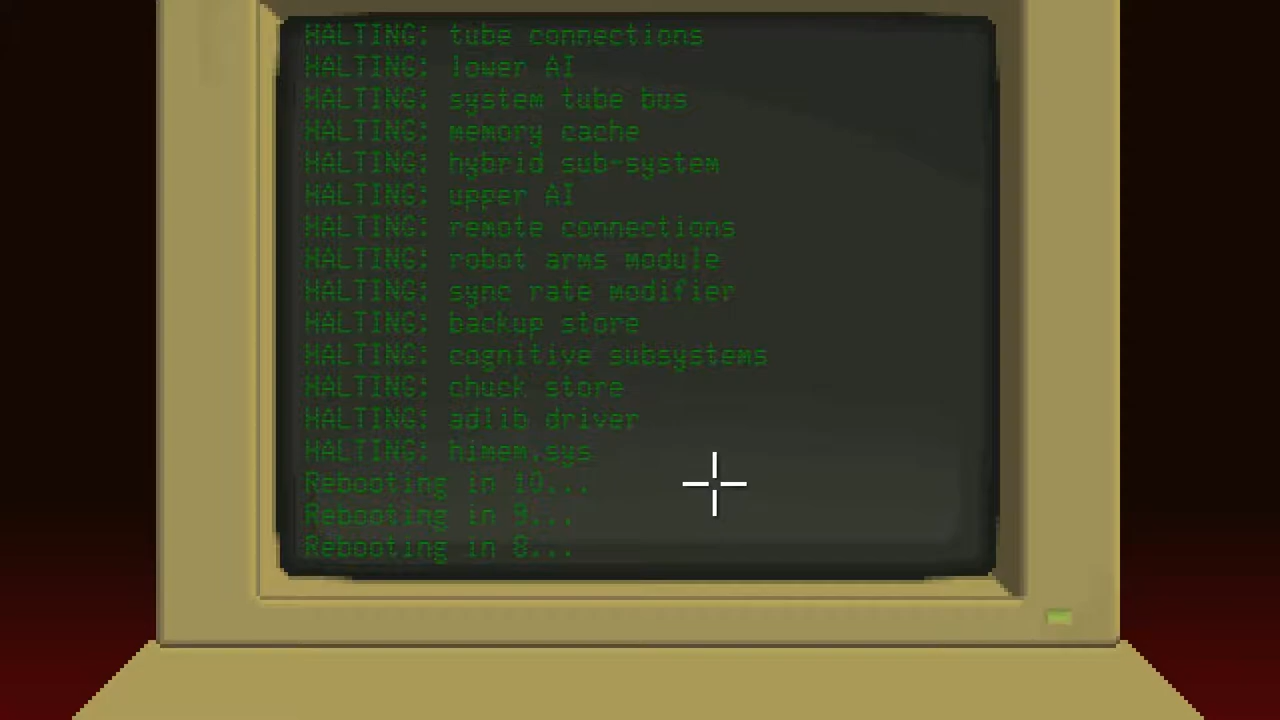 HALTING: tube connections
HALTING: lower AI
HALTING: system tube bus
HALTING: memory cache
HALTING: hybrid sub-system
HALTING: upper AI
HALTING: remote connections
HALTING: robot arms module
HALTING: sync rate modifier
HALTING: backup store
HALTING: cognitive subsystems
HALTING: chuck store
HALTING: adlib driver
HALTING: himem.sys
Rebooting in 10...
Rebooting in 9...
Rebooting in 8...